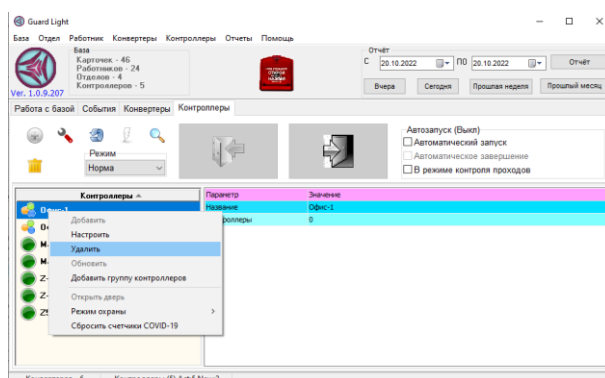 Guard Light
База Отдел Работник Конвертеры Контроллеры Отчеты Помощь
База
Карточек - 46
Работников - 24
Отделов - 4
Контроллеров - 5
Ver. 1.0.9.207
Отчёт
С 20.10.2022 ПО 20.10.2022 Отчёт
Вчера Сегодня Прошлая неделя Прошлый месяц
Работа с базой События Конвертеры Контроллеры
Режим
Норма
Автозапуск (Выкл)
Автоматический запуск
Автоматическое завершение
В режиме контроля проходов
Контроллеры
Параметр Значение
Название Офис-1
0
Офис-1
Добавить
Настроить
Удалить
Обновить
Добавить группу контроллеров
Открыть дверь
Режим охраны
Сбросить счетчики COVID-19